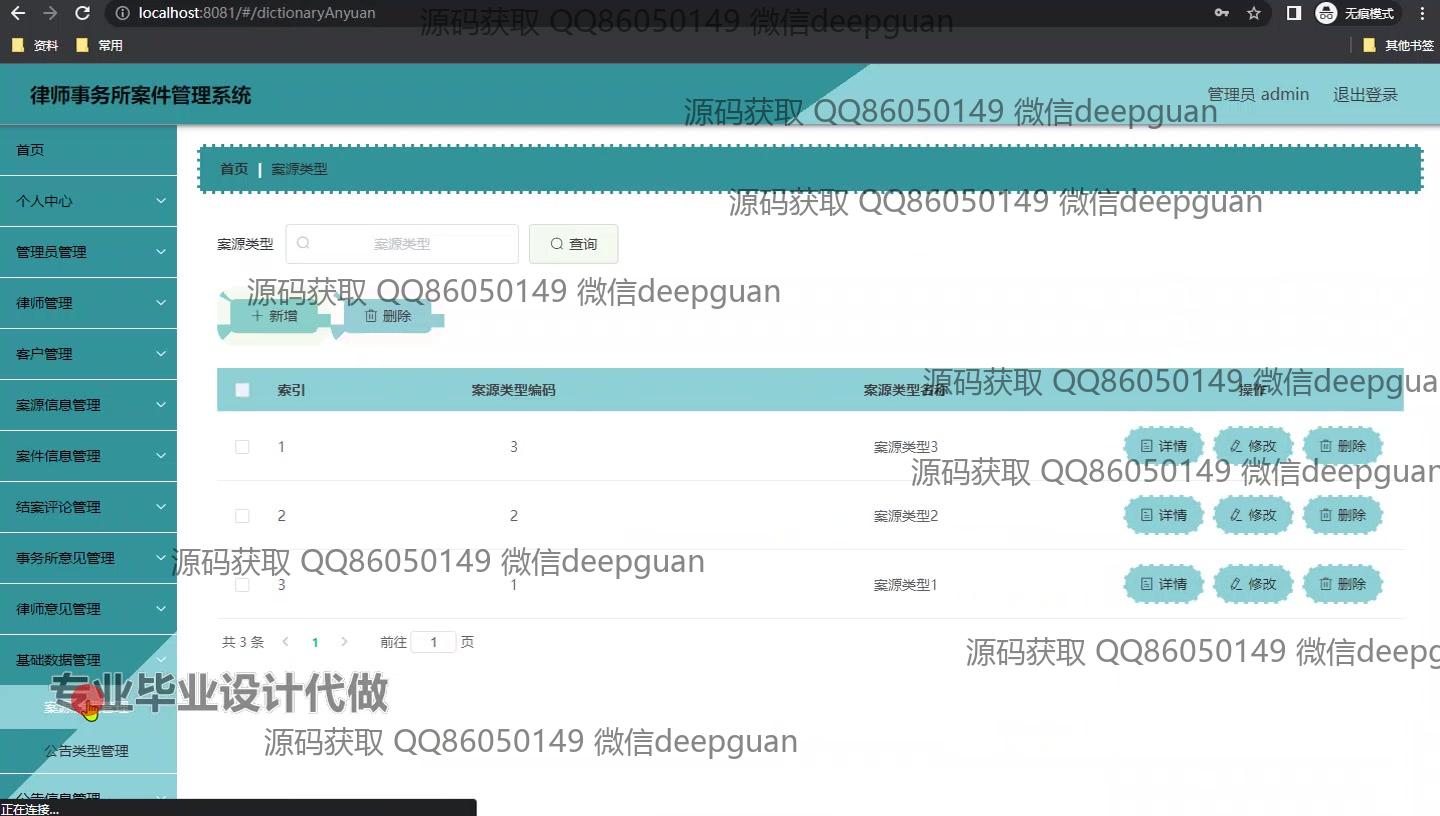 localhost:8081/#/dictionaryAnyuan
无痕模式
资料
常用
其他书签
源码获取 QQ86050149 微信deepguan
律师事务所案件管理系统
管理员 admin
退出登录
源码获取 QQ86050149 微信deepguan
首页
首页
案源类型
个人中心
源码获取 QQ86050149 微信deepguan
案源类型
案源类型
查询
管理员管理
源码获取 QQ86050149 微信deepguan
律师管理
新增
删除
客户管理
源码获取 QQ86050149 微信deepgua
索引
案源类型编码
案源类型名称
操作
案源信息管理
1
3
案源类型3
详情
修改
删除
案件信息管理
源码获取 QQ86050149 微信deepguan
结案评论管理
2
2
案源类型2
详情
修改
删除
事务所意见管理
源码获取 QQ86050149 微信deepguan
3
1
案源类型1
详情
修改
删除
律师意见管理
共 3 条
1
前往
1
页
源码获取 QQ86050149 微信deepg
基础数据管理
专业毕业设计代做
源码获取 QQ86050149 微信deepguan
公告类型管理
公告信息管理
正在连接...